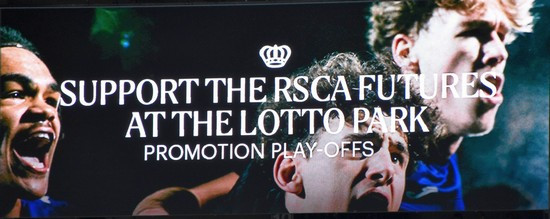 SUPPORT THE RSCA FUTURES
AT THE LOTTO PARK
PROMOTION PLAY-OFFS